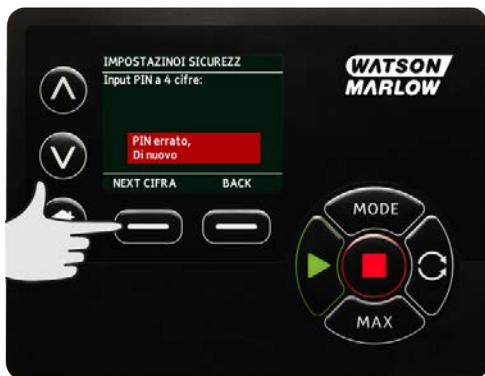 IMPOSTAZINOI SICUREZZ
Input PIN a 4 cifre:
PIN errato,
Di nuovo
NEXT CIFRA BACK
WATSON
MARLOW
MODE
MAX